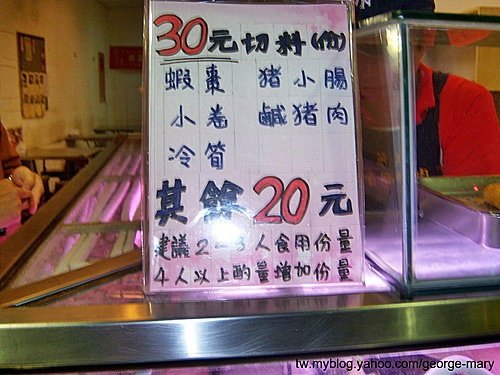 30元切料(份)
蝦棗 豬小腸
小卷 鹹豬肉
冷筍
其餘20元
建議2-3人食用份量
4人以上酌量增加份量
tw.myblog.yahoo.com/george-mary